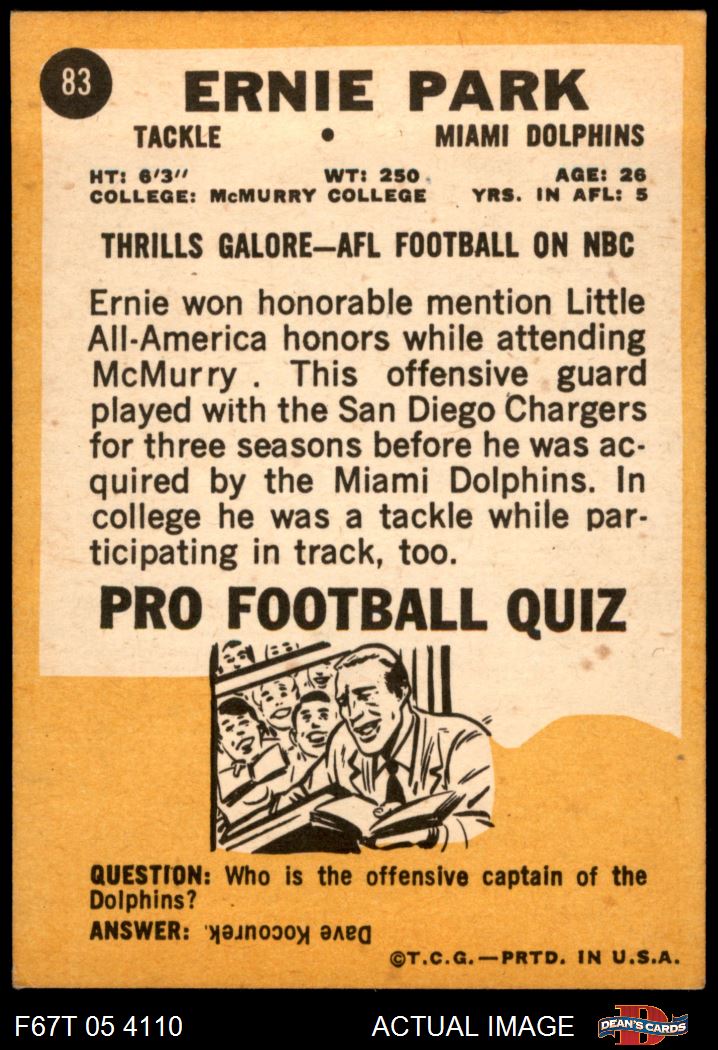 83
ERNIE PARK
TACKLE • MIAMI DOLPHINS
HT: 6'3" WT: 250 AGE: 26
COLLEGE: McMURRY COLLEGE YRS. IN AFL: 5
THRILLS GALORE—AFL FOOTBALL ON NBC
Ernie won honorable mention Little
All-America honors while attending
McMurry . This offensive guard
played with the San Diego Chargers
for three seasons before he was ac-
quired by the Miami Dolphins. In
college he was a tackle while par-
ticipating in track, too.
PRO FOOTBALL QUIZ
QUESTION: Who is the offensive captain of the
Dolphins?
ANSWER: Dave Kocourek.
©T.C.G.—PRTD. IN U.S.A.
F67T 05 4110 ACTUAL IMAGE D DEAN'S CARDS